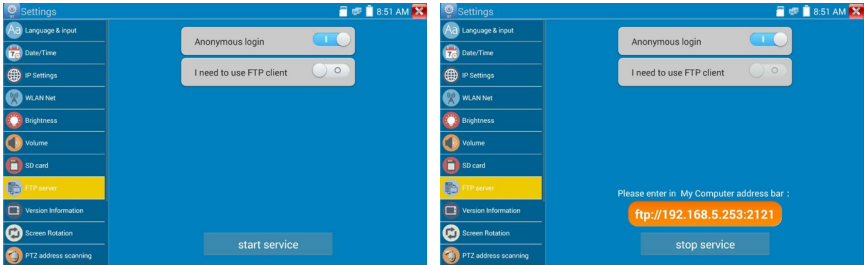 Settings
8:51 AM
Language & input
Date/Time
IP Settings
WLAN Net
Brightness
Volume
SD card
FTP server
Version Information
Screen Rotation
PTZ address scanning
Anonymous login
I need to use FTP client
start service
Settings
8:51 AM
Language & input
Date/Time
IP Settings
WLAN Net
Brightness
Volume
SD card
FTP server
Version Information
Screen Rotation
PTZ address scanning
Anonymous login
I need to use FTP client
Please enter in My Computer address bar :
ftp://192.168.5.253:2121
stop service